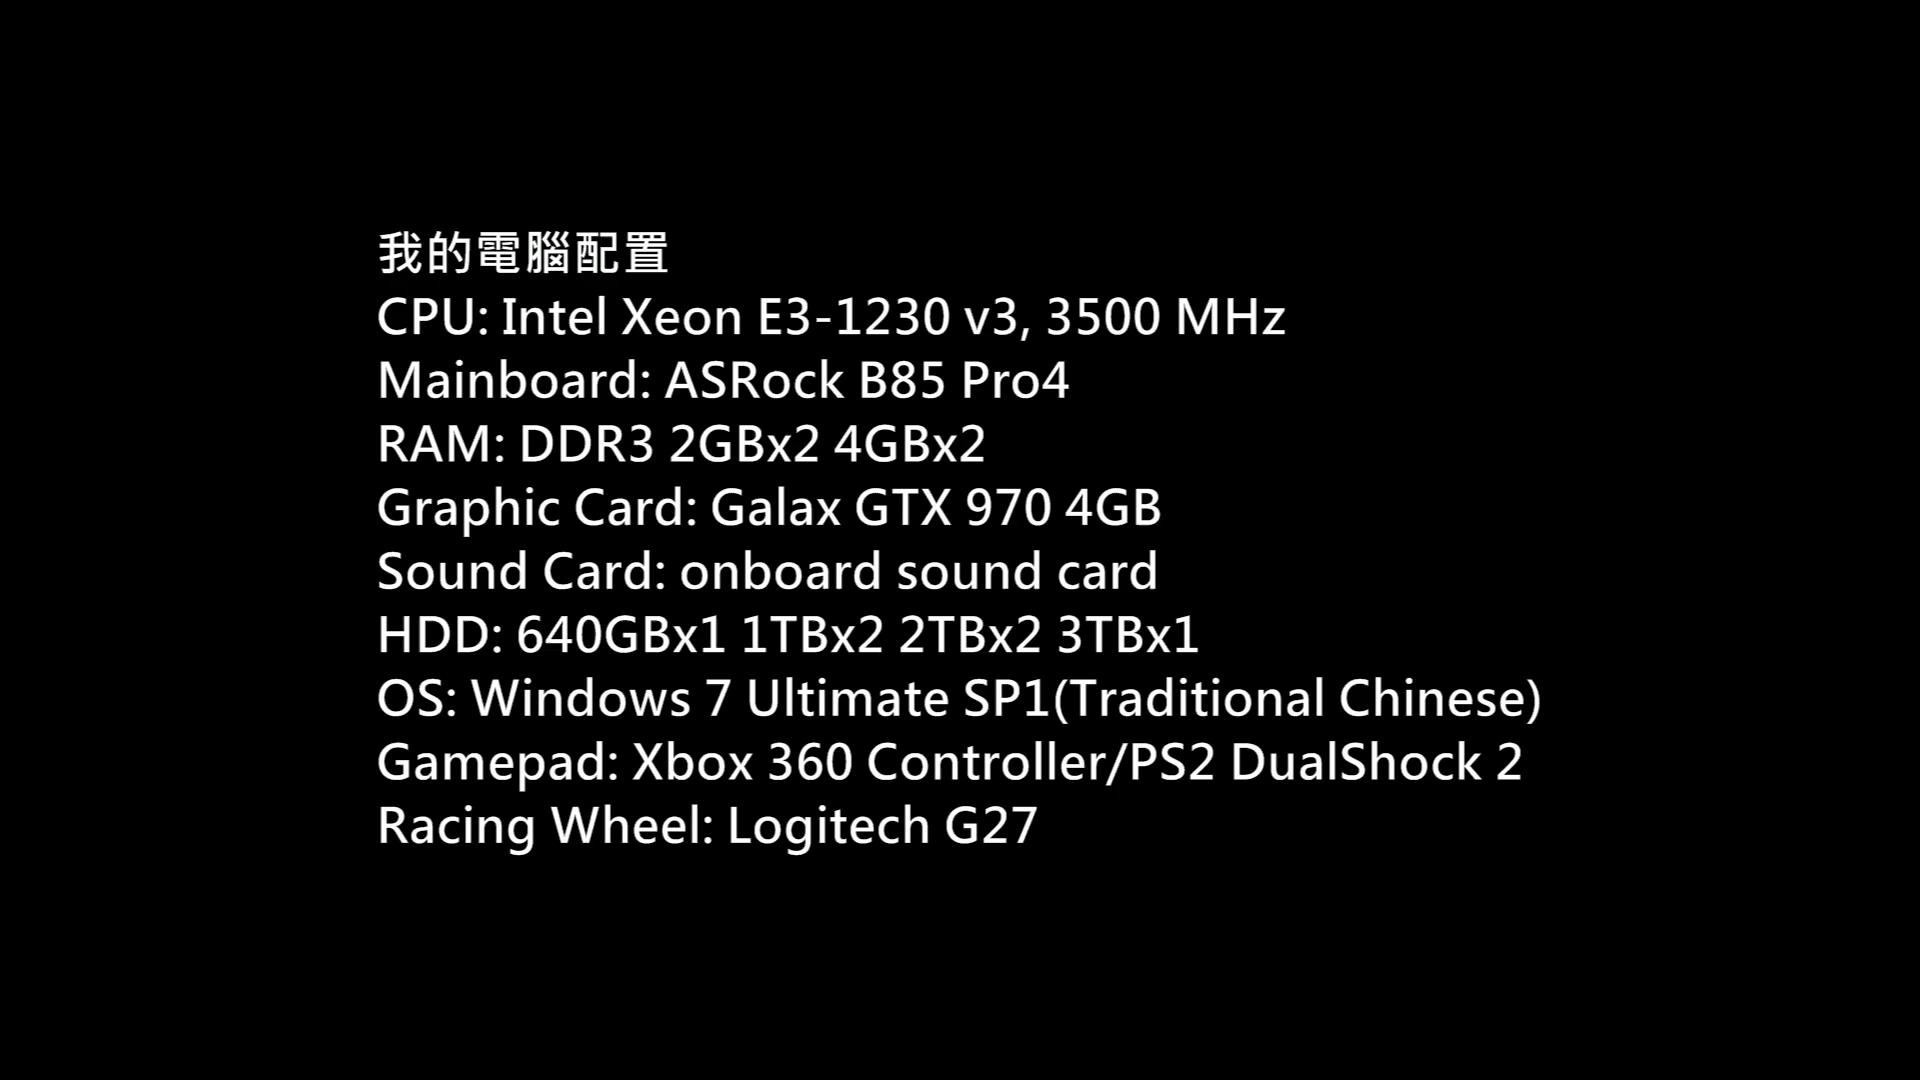 我的電腦配置
CPU: Intel Xeon E3-1230 v3, 3500 MHz
Mainboard: ASRock B85 Pro4
RAM: DDR3 2GBx2 4GBx2
Graphic Card: Galax GTX 970 4GB
Sound Card: onboard sound card
HDD: 640GBx1 1TBx2 2TBx2 3TBx1
OS: Windows 7 Ultimate SP1(Traditional Chinese)
Gamepad: Xbox 360 Controller/PS2 DualShock 2
Racing Wheel: Logitech G27